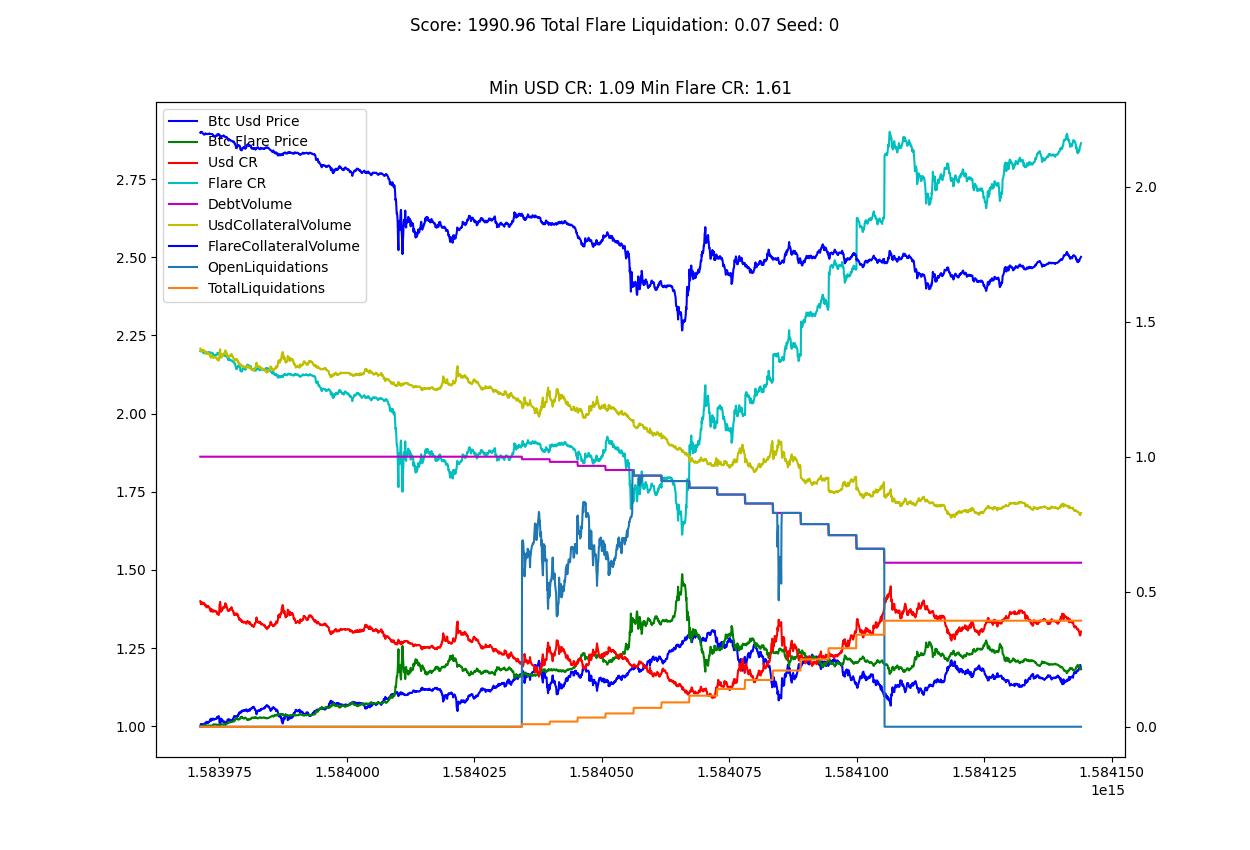 Score: 1990.96 Total Flare Liquidation: 0.07 Seed: 0
Min USD CR: 1.09 Min Flare CR: 1.61
Btc Usd Price
Btc Flare Price
Usd CR
Flare CR
DebtVolume
UsdCollateralVolume
FlareCollateralVolume
OpenLiquidations
TotalLiquidations
2.75
2.50
2.25
2.00
1.75
1.50
1.25
1.00
2.0
1.5
1.0
0.5
0.0
1.583975
1.584000
1.584025
1.584050
1.584075
1.584100
1.584125
1.584150
1e15